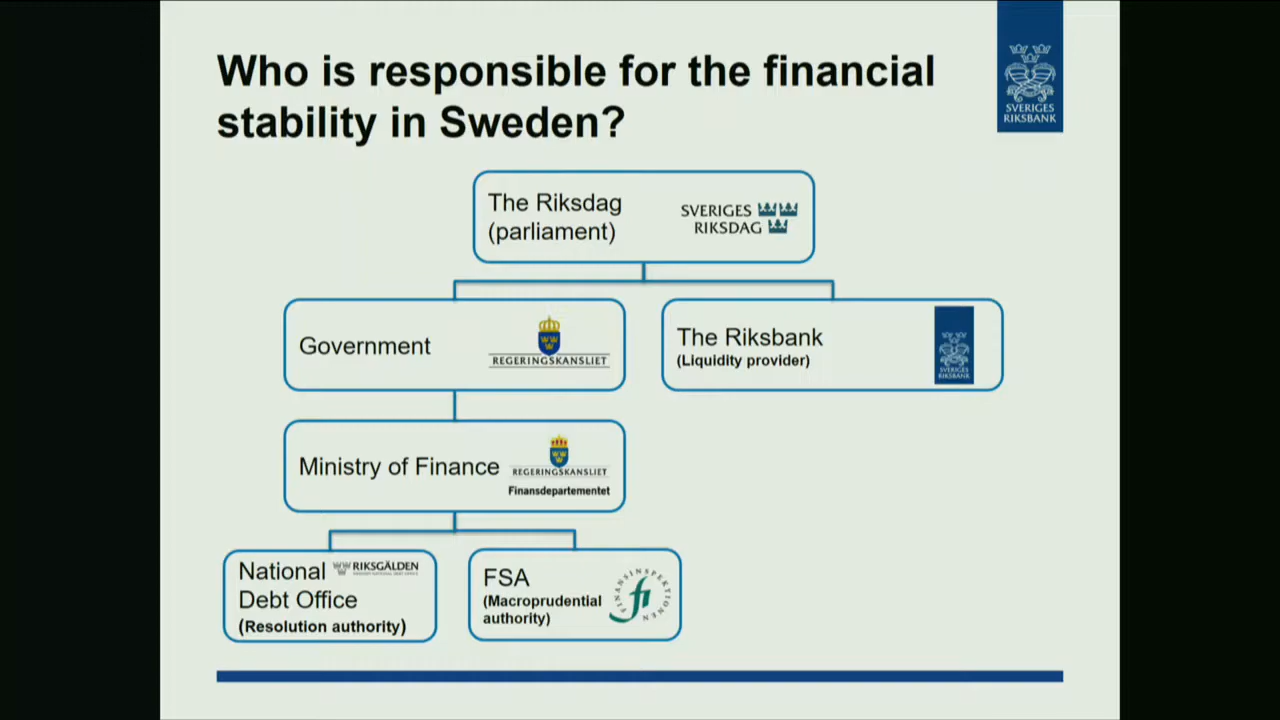 Who is responsible for the financial
stability in Sweden?
SVERIGES
RIKSBANK
The Riksdag
(parliament)
SVERIGES
RIKSDAG
Government
REGERINGSKANSLIET
The Riksbank
(Liquidity provider)
SVERIGES
RIKSBANK
Ministry of Finance
REGERINGSKANSLIET
Finansdepartementet
National
Debt Office
(Resolution authority)
RIKSGÄLDEN
FSA
(Macroprudential
authority)
FINANSINSPEKTIONEN
fi